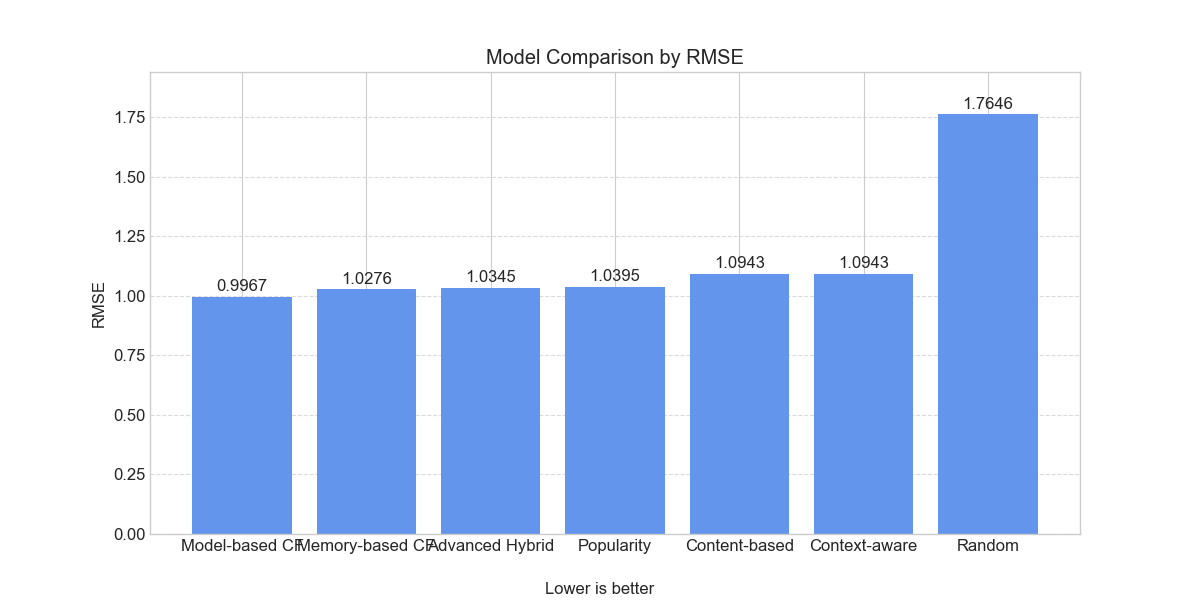 Model Comparison by RMSE
1.7646
1.75
1.50
1.25
1.0943 1.0943
1.0276 1.0345 1.0395
0.9967
1.00
RMSE
0.75
0.50
0.25
0.00
Model-based CF Memory-based CF Advanced Hybrid Popularity Content-based Context-aware Random
Lower is better